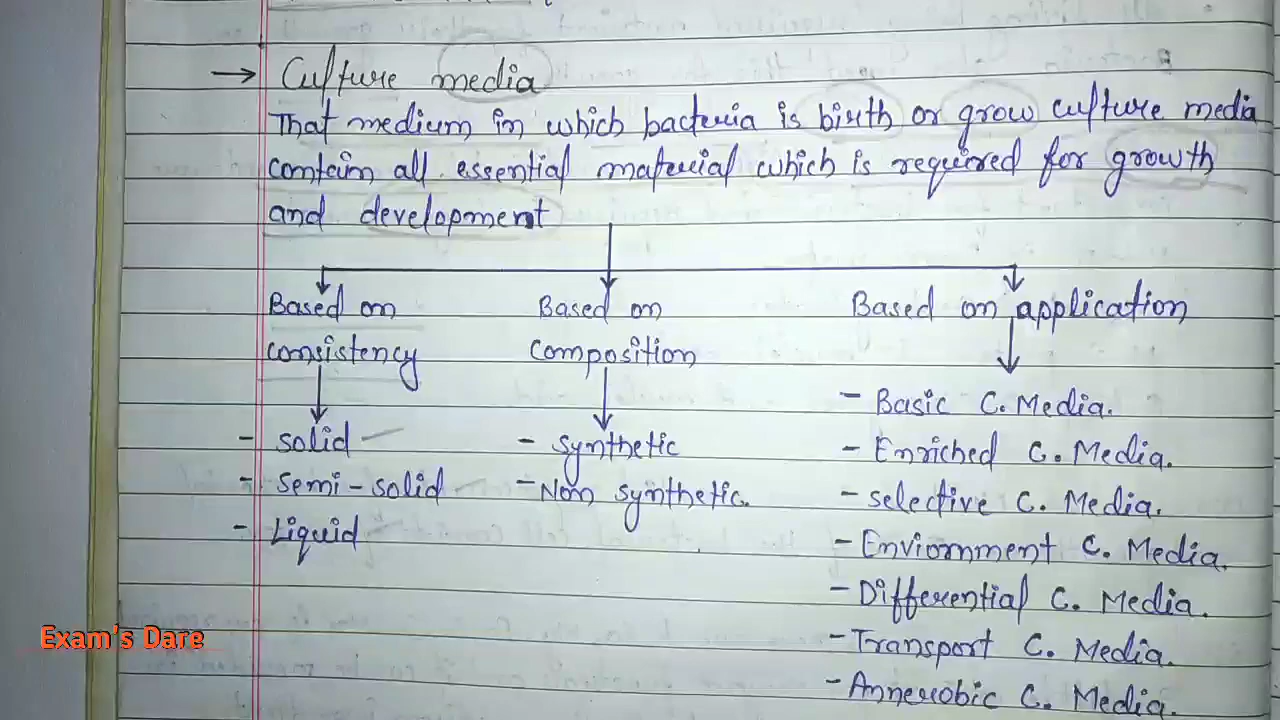 → Culture media
That medium in which bacteria is birth or grow culture media
contain all essential material which is required for growth
and development
Based on
consistency
- Solid
- Semi-solid
- Liquid
Based on
composition
- Synthetic
- Non synthetic.
Based on application
- Basic C. Media.
- Enriched C. Media.
- Selective C. Media.
- Enviornment C. Media.
- Differential C. Media.
- Transport C. Media.
- Annerobic C. Media.
Exam's Dare